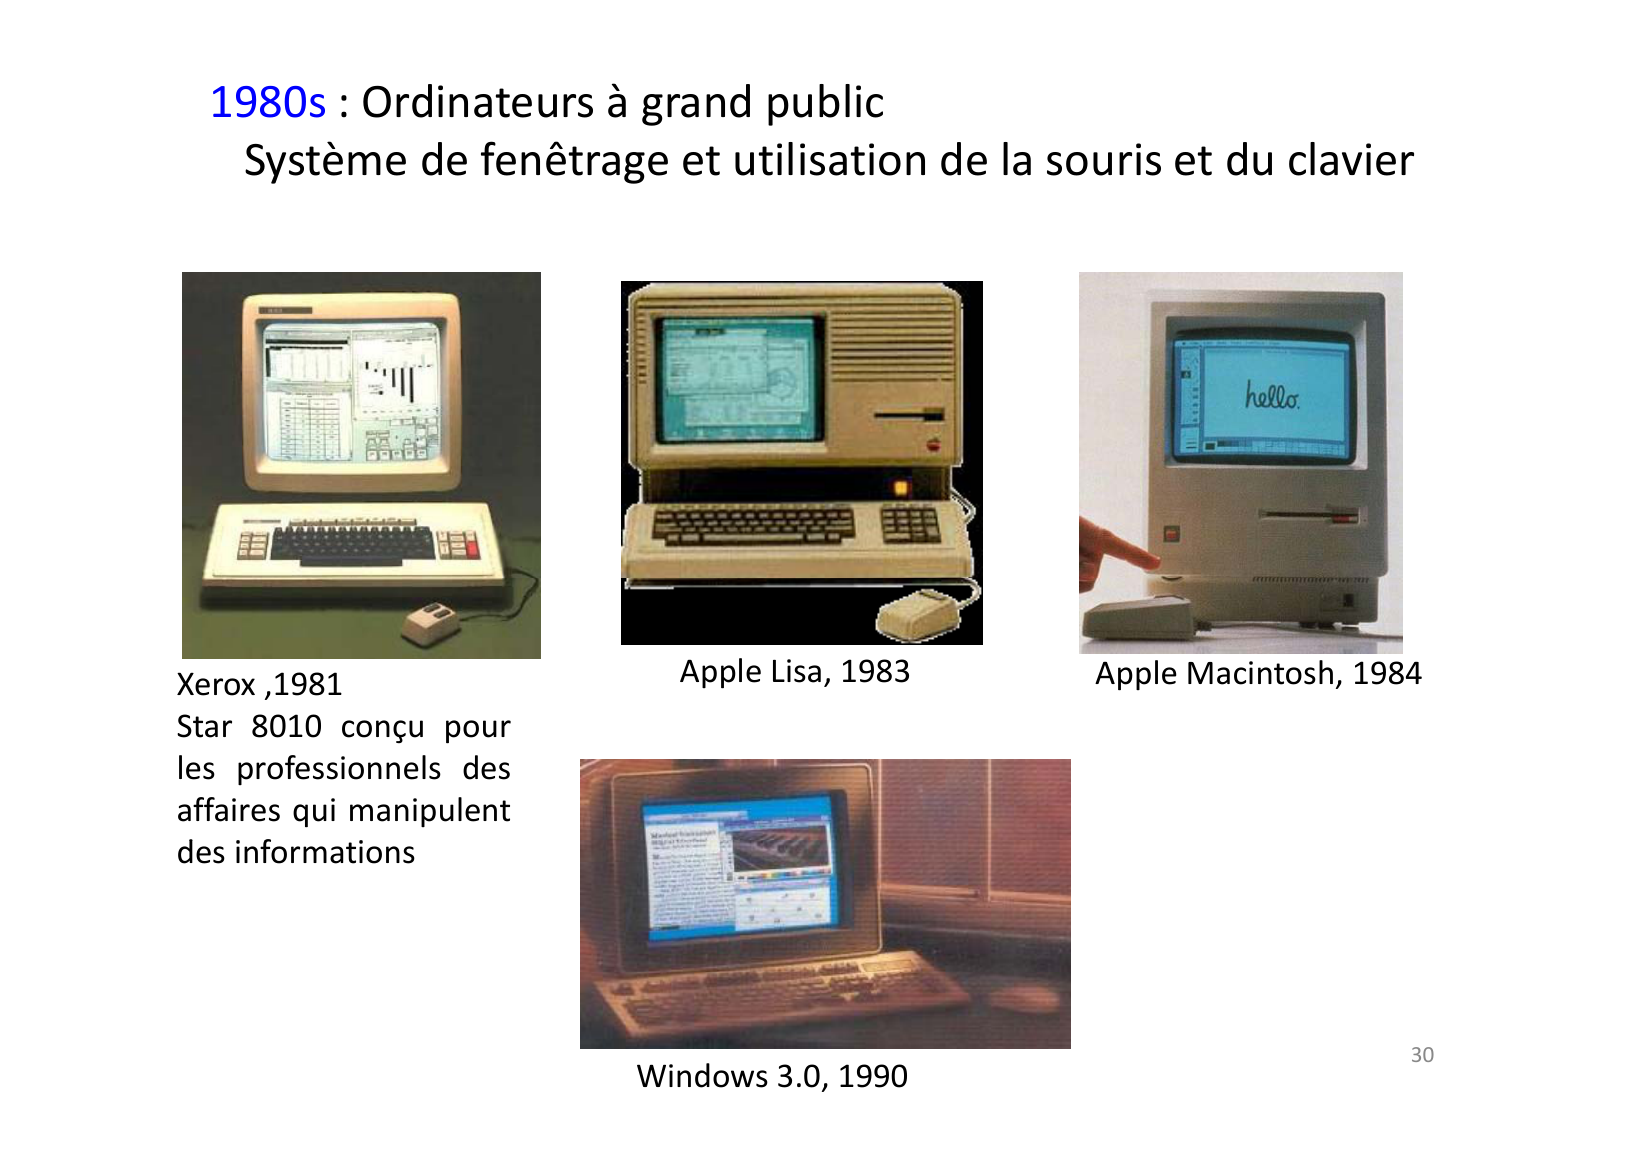 1980s : Ordinateurs à grand public
Système de fenêtrage et utilisation de la souris et du clavier
hello.
Xerox ,1981
Star 8010 conçu pour
les professionnels des
affaires qui manipulent
des informations
Apple Lisa, 1983
Apple Macintosh, 1984
Windows 3.0, 1990
30